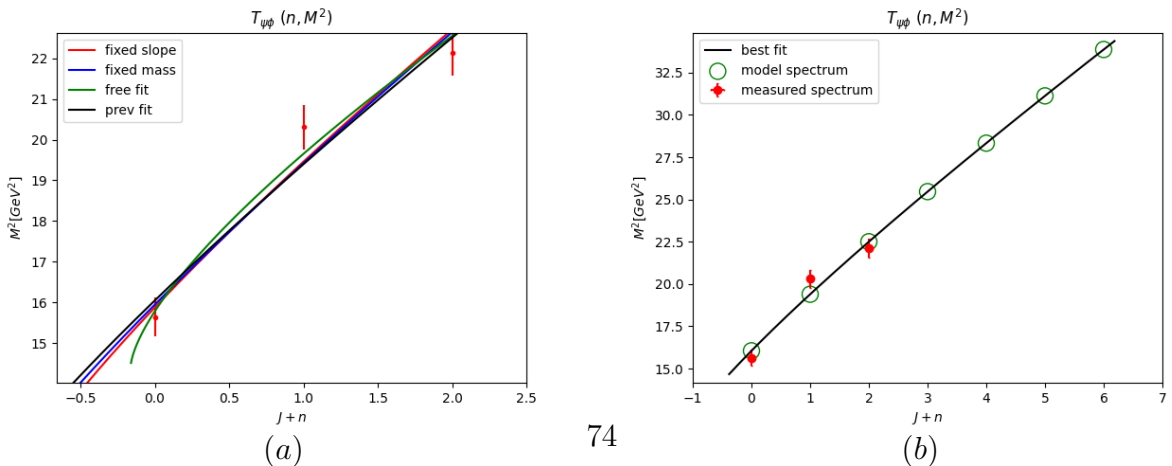 T_{ψϕ} (n, M²)
fixed slope
fixed mass
free fit
prev fit
M²[GeV²]
22
21
20
19
18
17
16
15
−0.5 0.0 0.5 1.0 1.5 2.0 2.5
J + n
(a)
74
T_{ψϕ} (n, M²)
best fit
model spectrum
measured spectrum
M²[GeV²]
32.5
30.0
27.5
25.0
22.5
20.0
17.5
15.0
−1 0 1 2 3 4 5 6 7
J + n
(b)